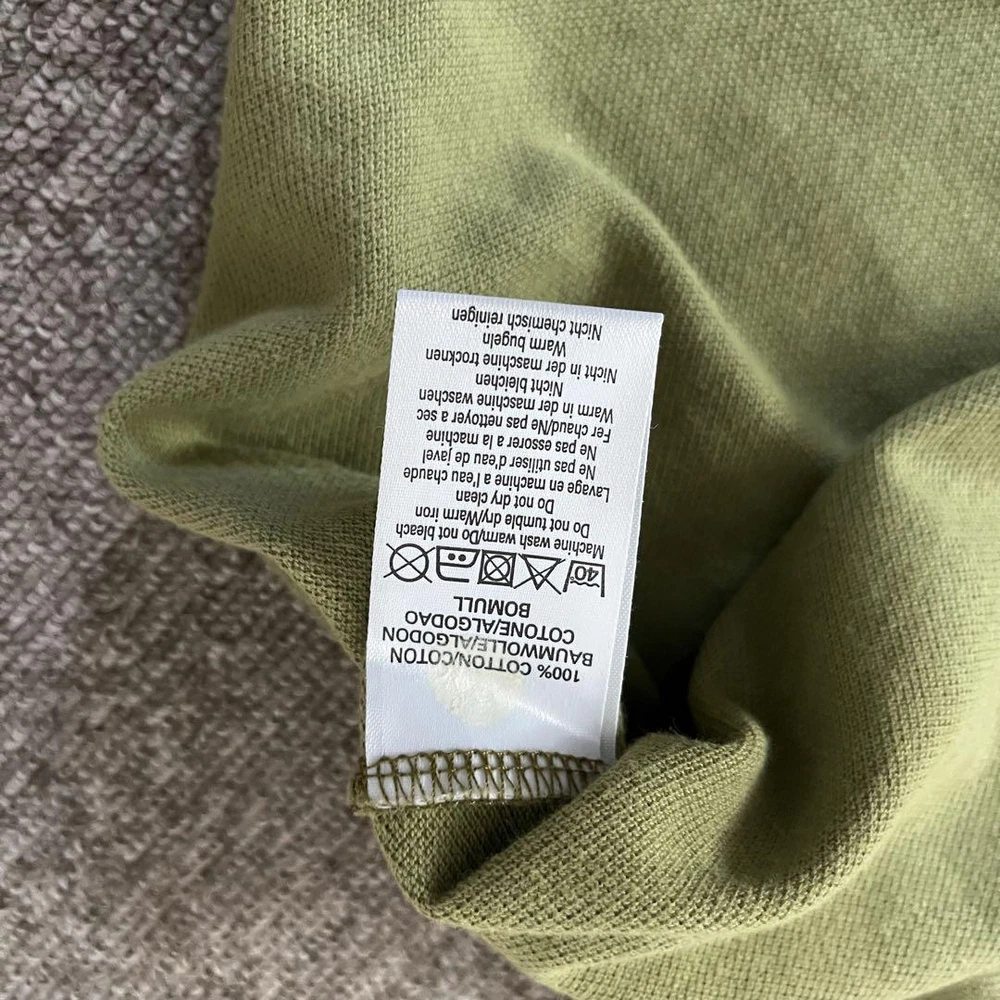 100% COTTON/COTON
BAUMWOLLE/ALGODON
COTONE/ALGODAO
BOMULL
40°
Machine wash warm/Do not bleach
Do not tumble dry/Warm iron
Do not dry clean
Lavage en machine a l'eau chaude
Ne pas utiliser d'eau de javel
Ne pas essorer a la machine
Fer chaud/Ne pas nettoyer a sec
Warm in der maschine waschen
Nicht bleichen
Nicht in der maschine trocknen
Warm bugeln
Nicht chemisch reinigen